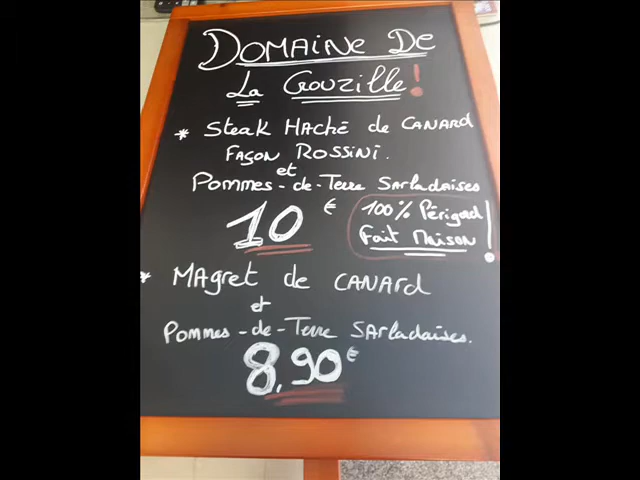 DOMAINE DE
La Gouzille!
* Steak HACHÉ de CANARD
FAÇON ROSSINI.
et
POMMES-de-Terre SARLADAISES
10 €
100% Périgord
Fait MAISON !
* MAgret de CANARD
et
POMMES-de-Terre SARladaises.
8,90 €